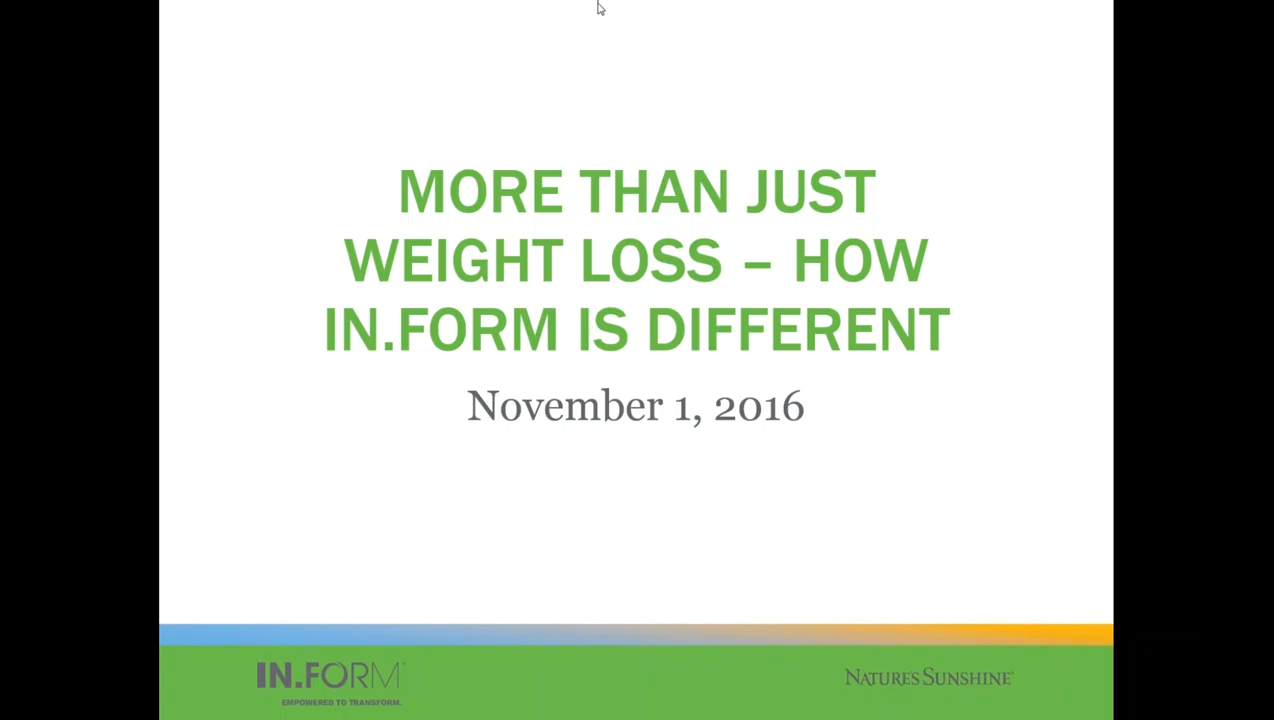 MORE THAN JUST
WEIGHT LOSS – HOW
IN.FORM IS DIFFERENT
November 1, 2016
IN.FORM™
EMPOWERED TO TRANSFORM.
NATURE'S SUNSHINE®